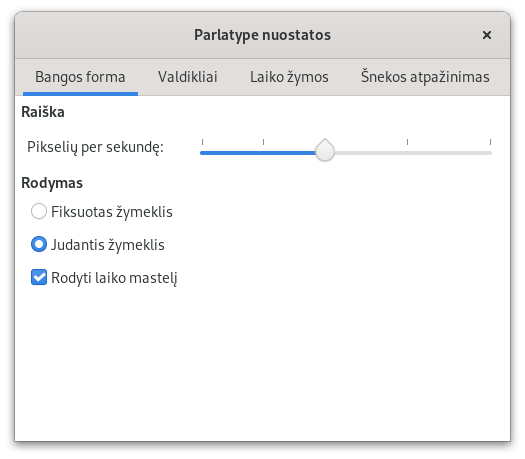 Parlatype nuostatos
Bangos forma Valdikliai Laiko žymos Šnekos atpažinimas
Raiška
Pikselių per sekundę:
Rodymas
Fiksuotas žymeklis
Judantis žymeklis
Rodyti laiko mastelį